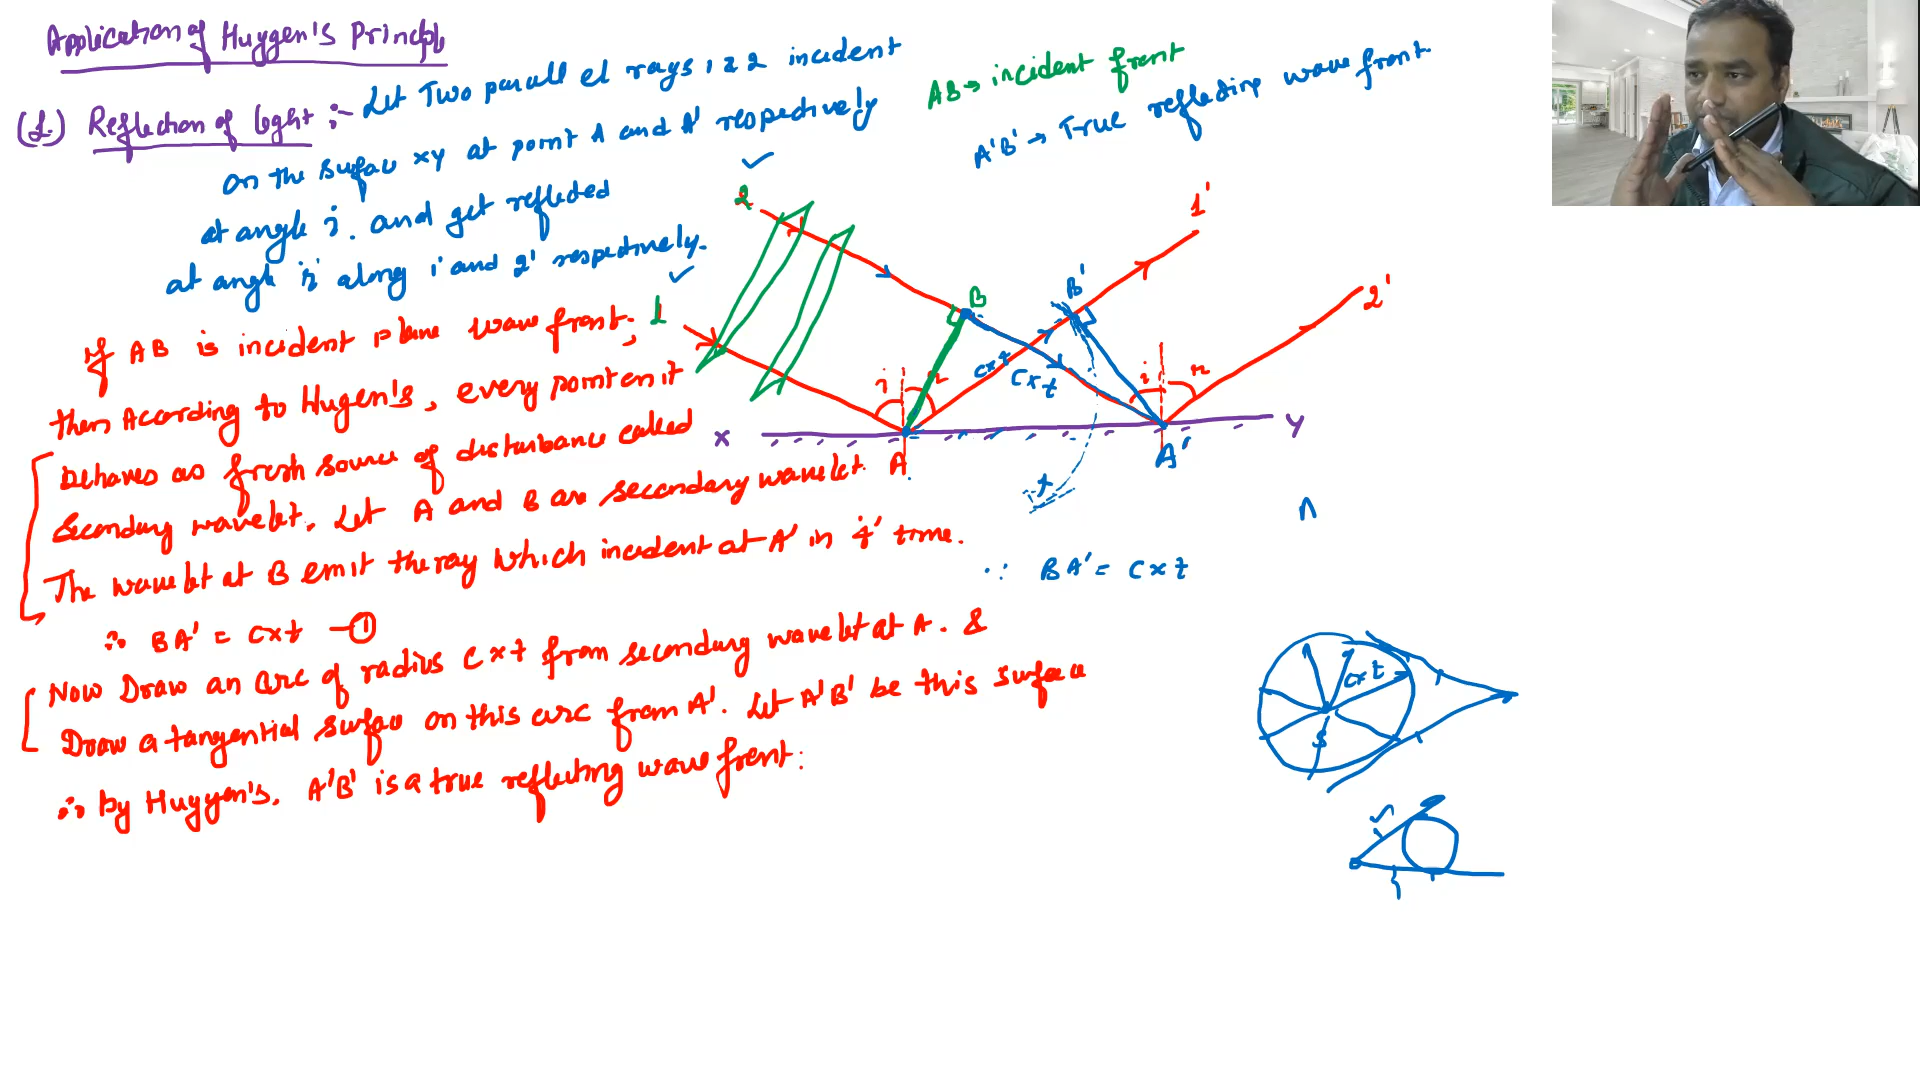 Application of Huygen's Principle
(1.) Reflection of light :- Let Two parallel rays 1 & 2 incident
on the surface xy at point A and A' respectively
at angle i. and get reflected
at angle 'r' along 1' and 2' respectively.
If AB is incident plane wave front,
then According to Hugen's, every point on it
behaves as fresh source of disturbance called
Secondary wavelet. Let A and B are secondary wavelet.
The wavelet at B emit the ray which incident at A' in 't' time.
∴ BA' = c×t —①
Now Draw an arc of radius c×t from secondary wavelet at A. &
Draw a tangential surface on this arc from A'. Let A'B' be this surface
∴ by Huygen's, A'B' is a true reflecting wave front:
AB → incident front
A'B' → True reflecting wave front
2
1
1'
2'
B
B'
i
r
c×t
c×t
i
r
X
Y
A
A'
∵ BA' = c×t
c×t
S